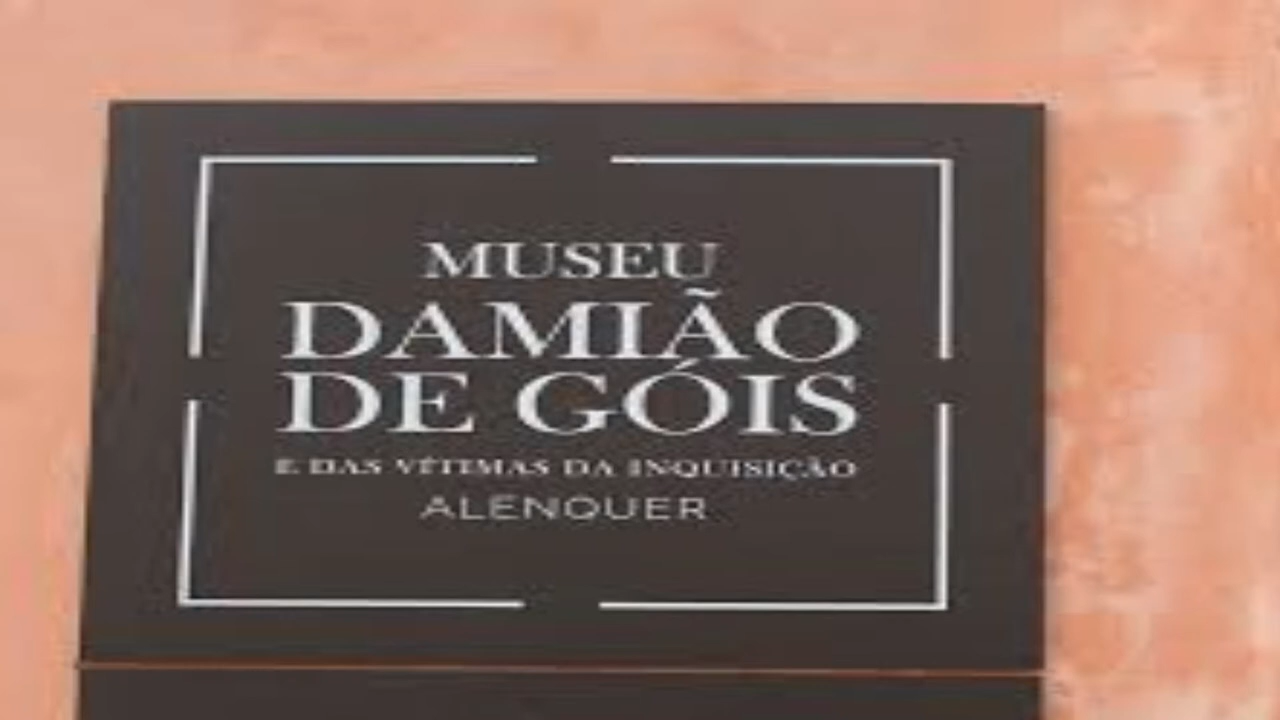 MUSEU
DAMIÃO
DE GÓIS
E DAS VÍTIMAS DA INQUISIÇÃO
ALENQUER